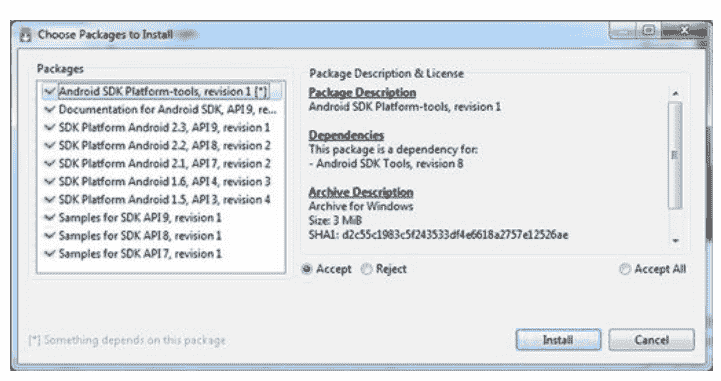 Choose Packages to Install
Packages
Android SDK Platform-tools, revision 1 [*]
Documentation for Android SDK, API 9, re...
SDK Platform Android 2.3, API 9, revision 1
SDK Platform Android 2.2, API 8, revision 2
SDK Platform Android 2.1, API 7, revision 2
SDK Platform Android 1.6, API 4, revision 3
SDK Platform Android 1.5, API 3, revision 4
Samples for SDK API 9, revision 1
Samples for SDK API 8, revision 1
Samples for SDK API 7, revision 1
Package Description & License
Package Description
Android SDK Platform-tools, revision 1
Dependencies
This package is a dependency for:
- Android SDK Tools, revision 8
Archive Description
Archive for Windows
Size: 3 MiB
SHA1: d2c55c1983c5f243533df4e6618a2757e12526ae
Accept Reject Accept All
[*] Something depends on this package
Install Cancel